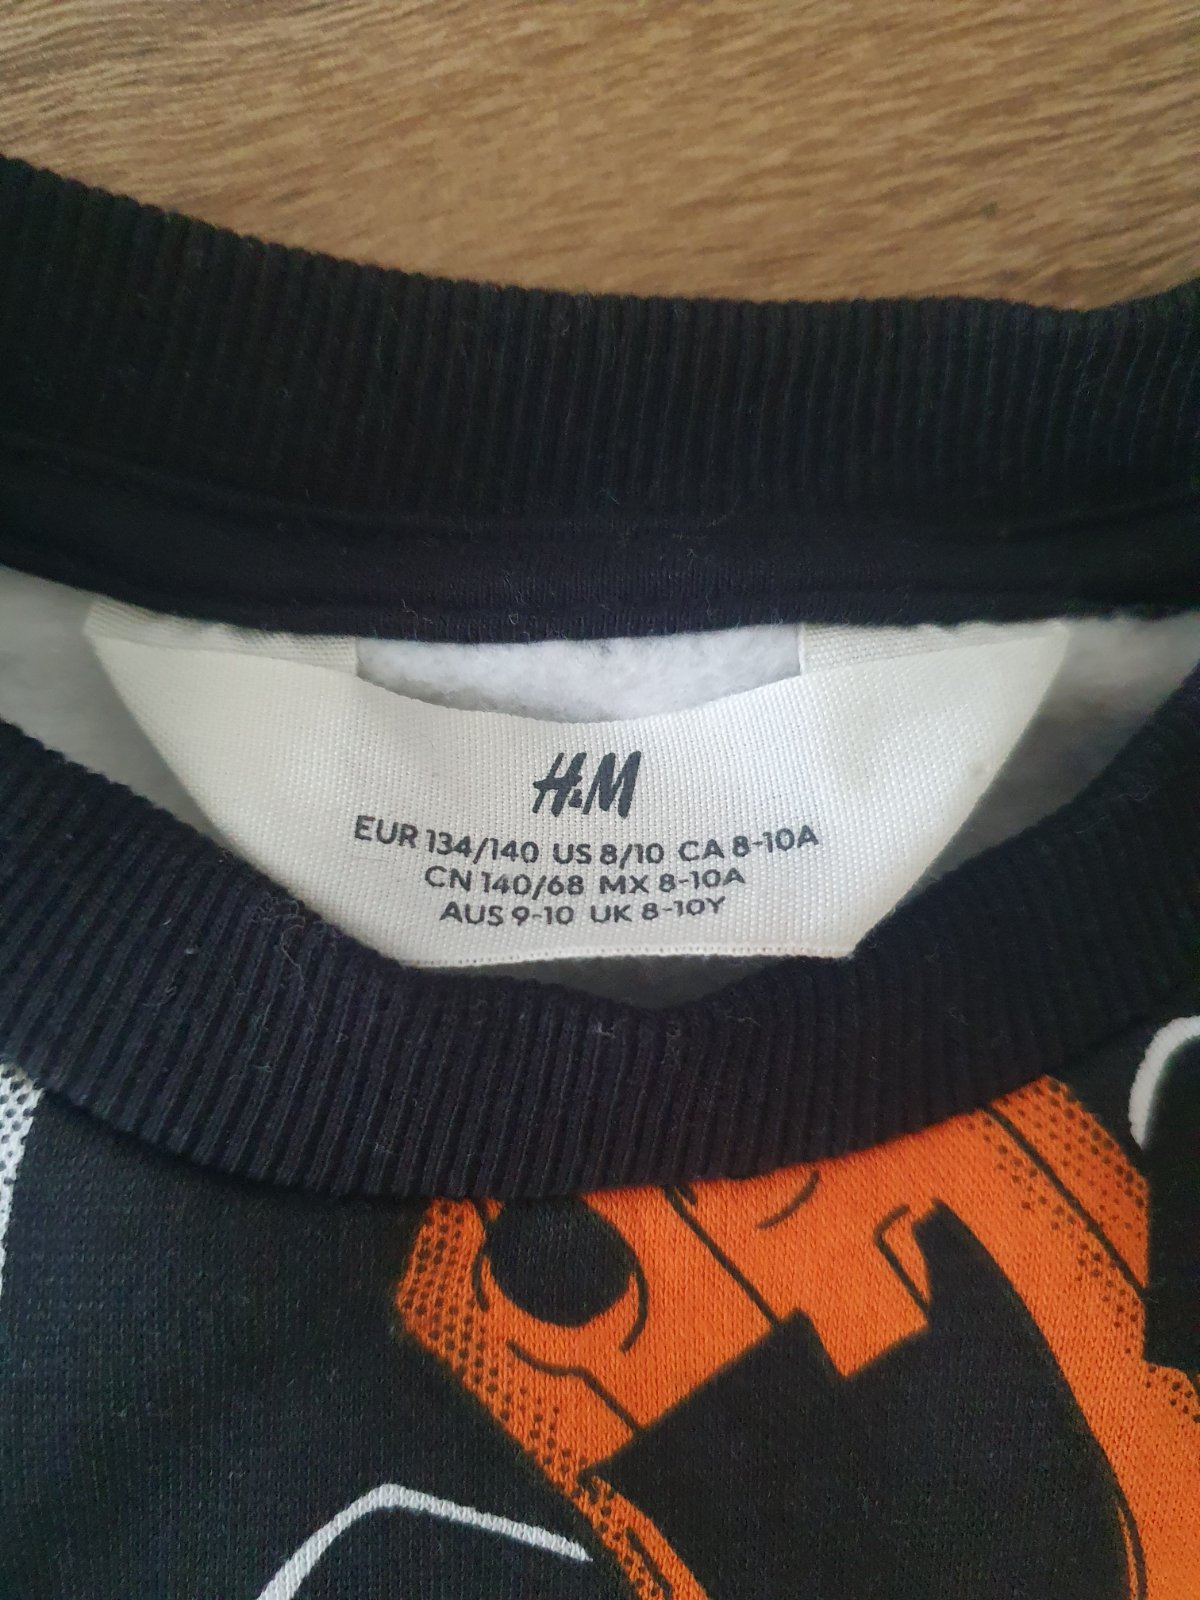 H&M
EUR 134/140 US 8/10 CA 8-10A
CN 140/68 MX 8-10A
AUS 9-10 UK 8-10Y